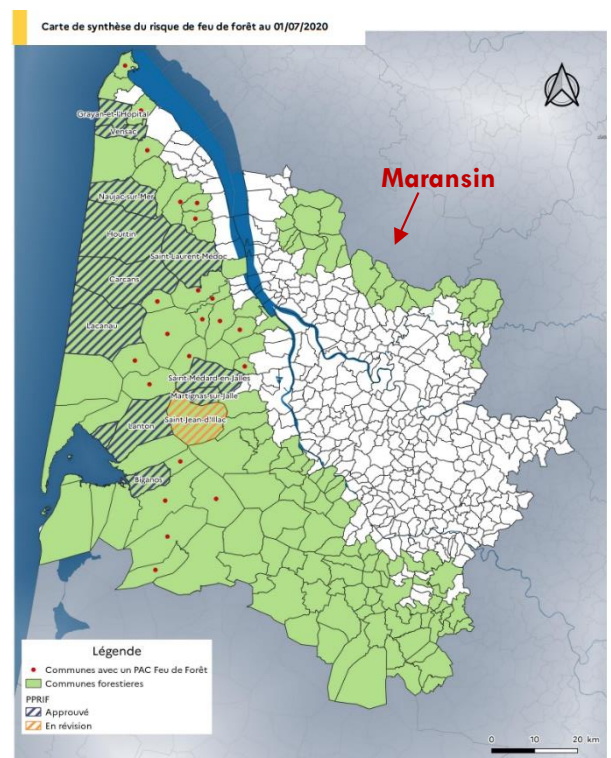 Carte de synthèse du risque de feu de forêt au 01/07/2020
Grayan-et-l'Hôpital
Vensac
Maransin
Naujac-sur-Mer
Hourtin
Saint-Laurent-Médoc
Carcans
Lacanau
Saint-Médard-en-Jalles
Martignas-sur-Jalle
Lanton
Saint-Jean-d'Illac
Biganos
Légende
Communes avec un PAC Feu de Forêt
Communes forestieres
PPRIF
Approuvé
En révision
0 10 20 km